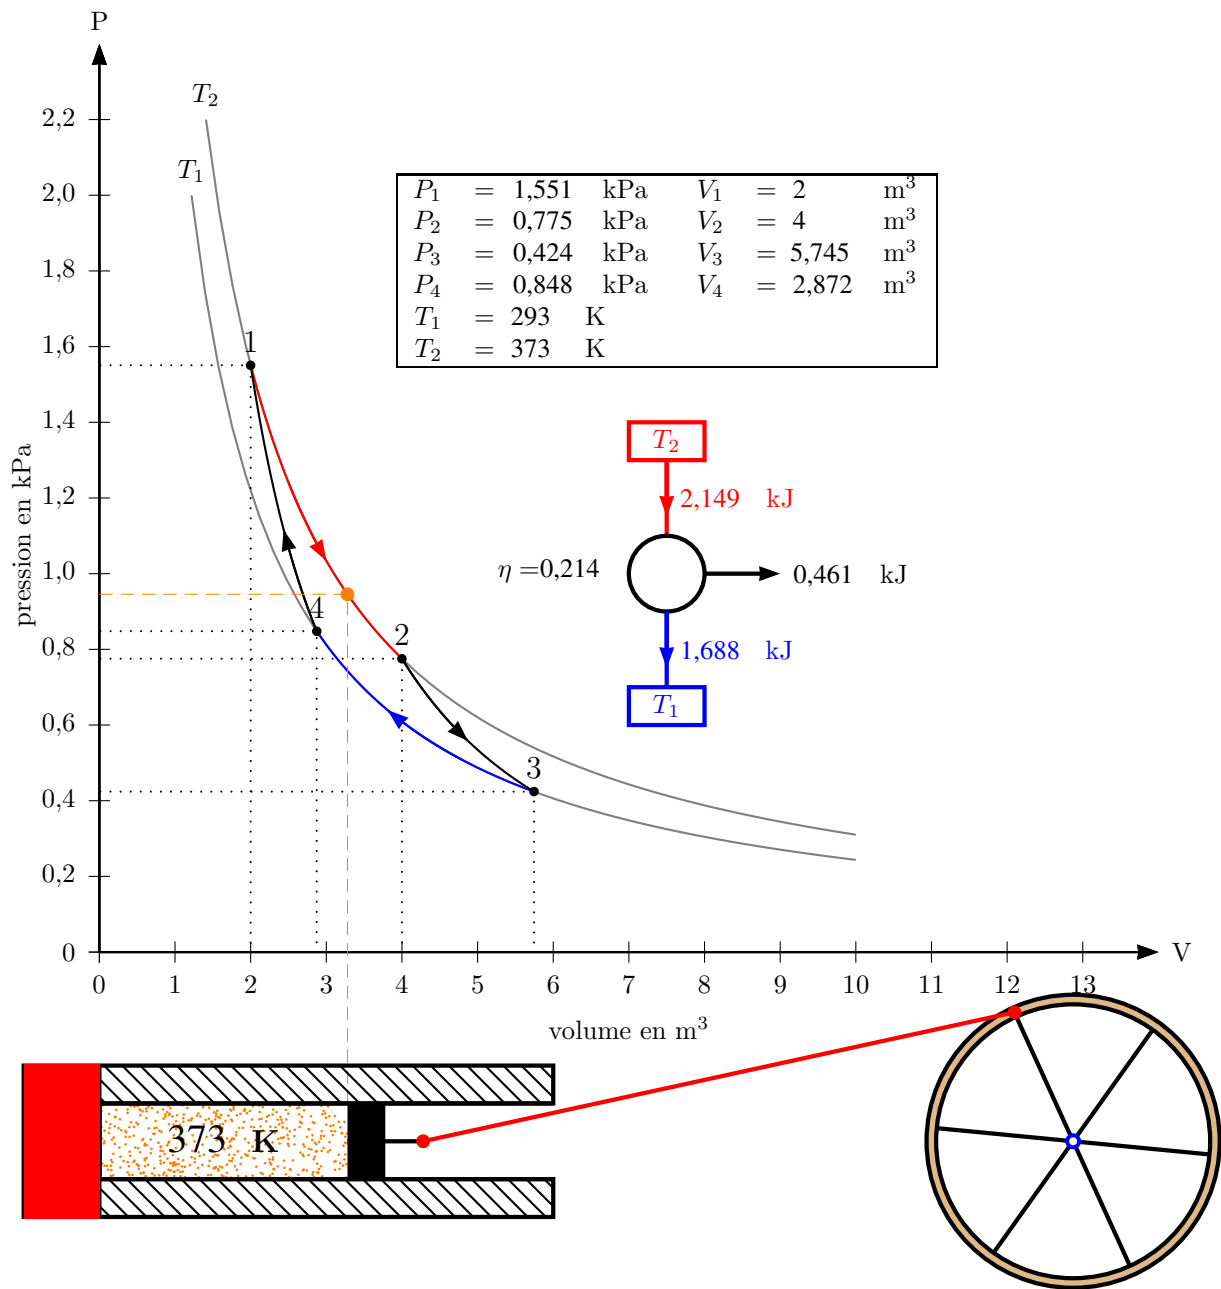 P
T₂
T₁
2,2
2,0
1,8
1,6
1,4
1,2
1,0
0,8
0,6
0,4
0,2
0
pression en kPa
P₁ = 1,551 kPa V₁ = 2 m³
P₂ = 0,775 kPa V₂ = 4 m³
P₃ = 0,424 kPa V₃ = 5,745 m³
P₄ = 0,848 kPa V₄ = 2,872 m³
T₁ = 293 K
T₂ = 373 K
1
4
2
3
T₂
2,149 kJ
η =0,214
0,461 kJ
1,688 kJ
T₁
V
0 1 2 3 4 5 6 7 8 9 10 11 12 13
volume en m³
373 K